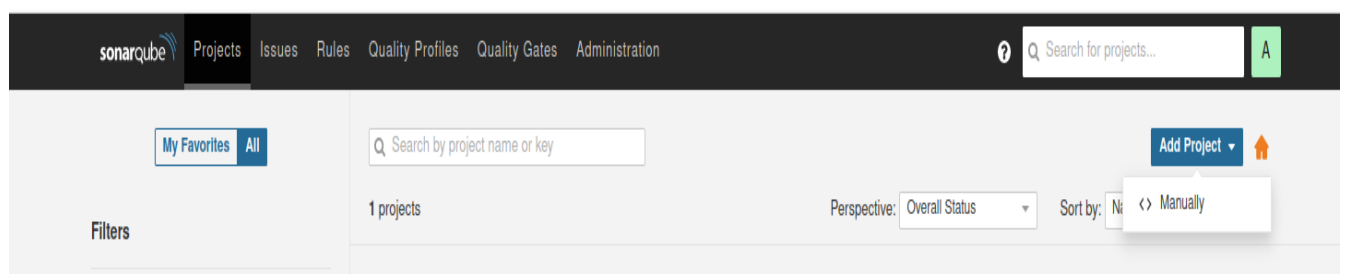 sonarqube Projects Issues Rules Quality Profiles Quality Gates Administration ? Search for projects... A
My Favorites All Search by project name or key Add Project
1 projects Perspective: Overall Status Sort by: <> Manually
Filters